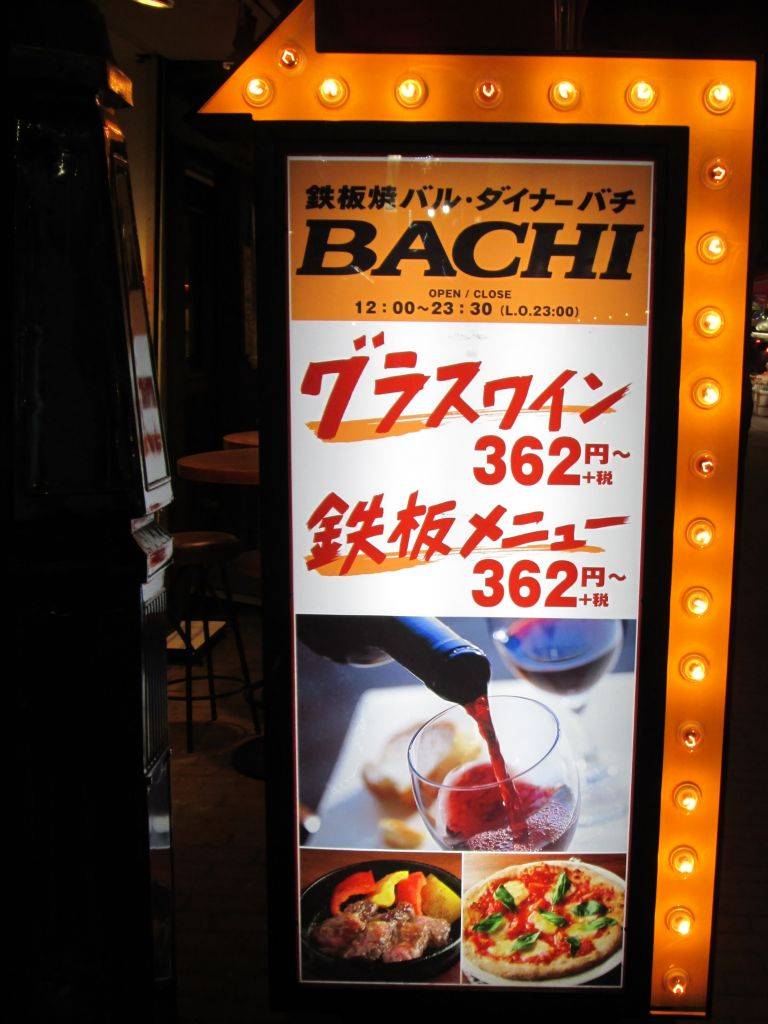 鉄板焼バル・ダイナーバチ
BACHI
OPEN / CLOSE
12：00～23：30 (L.O.23:00)
グラスワイン
362円～
+税
鉄板メニュー
362円～
+税